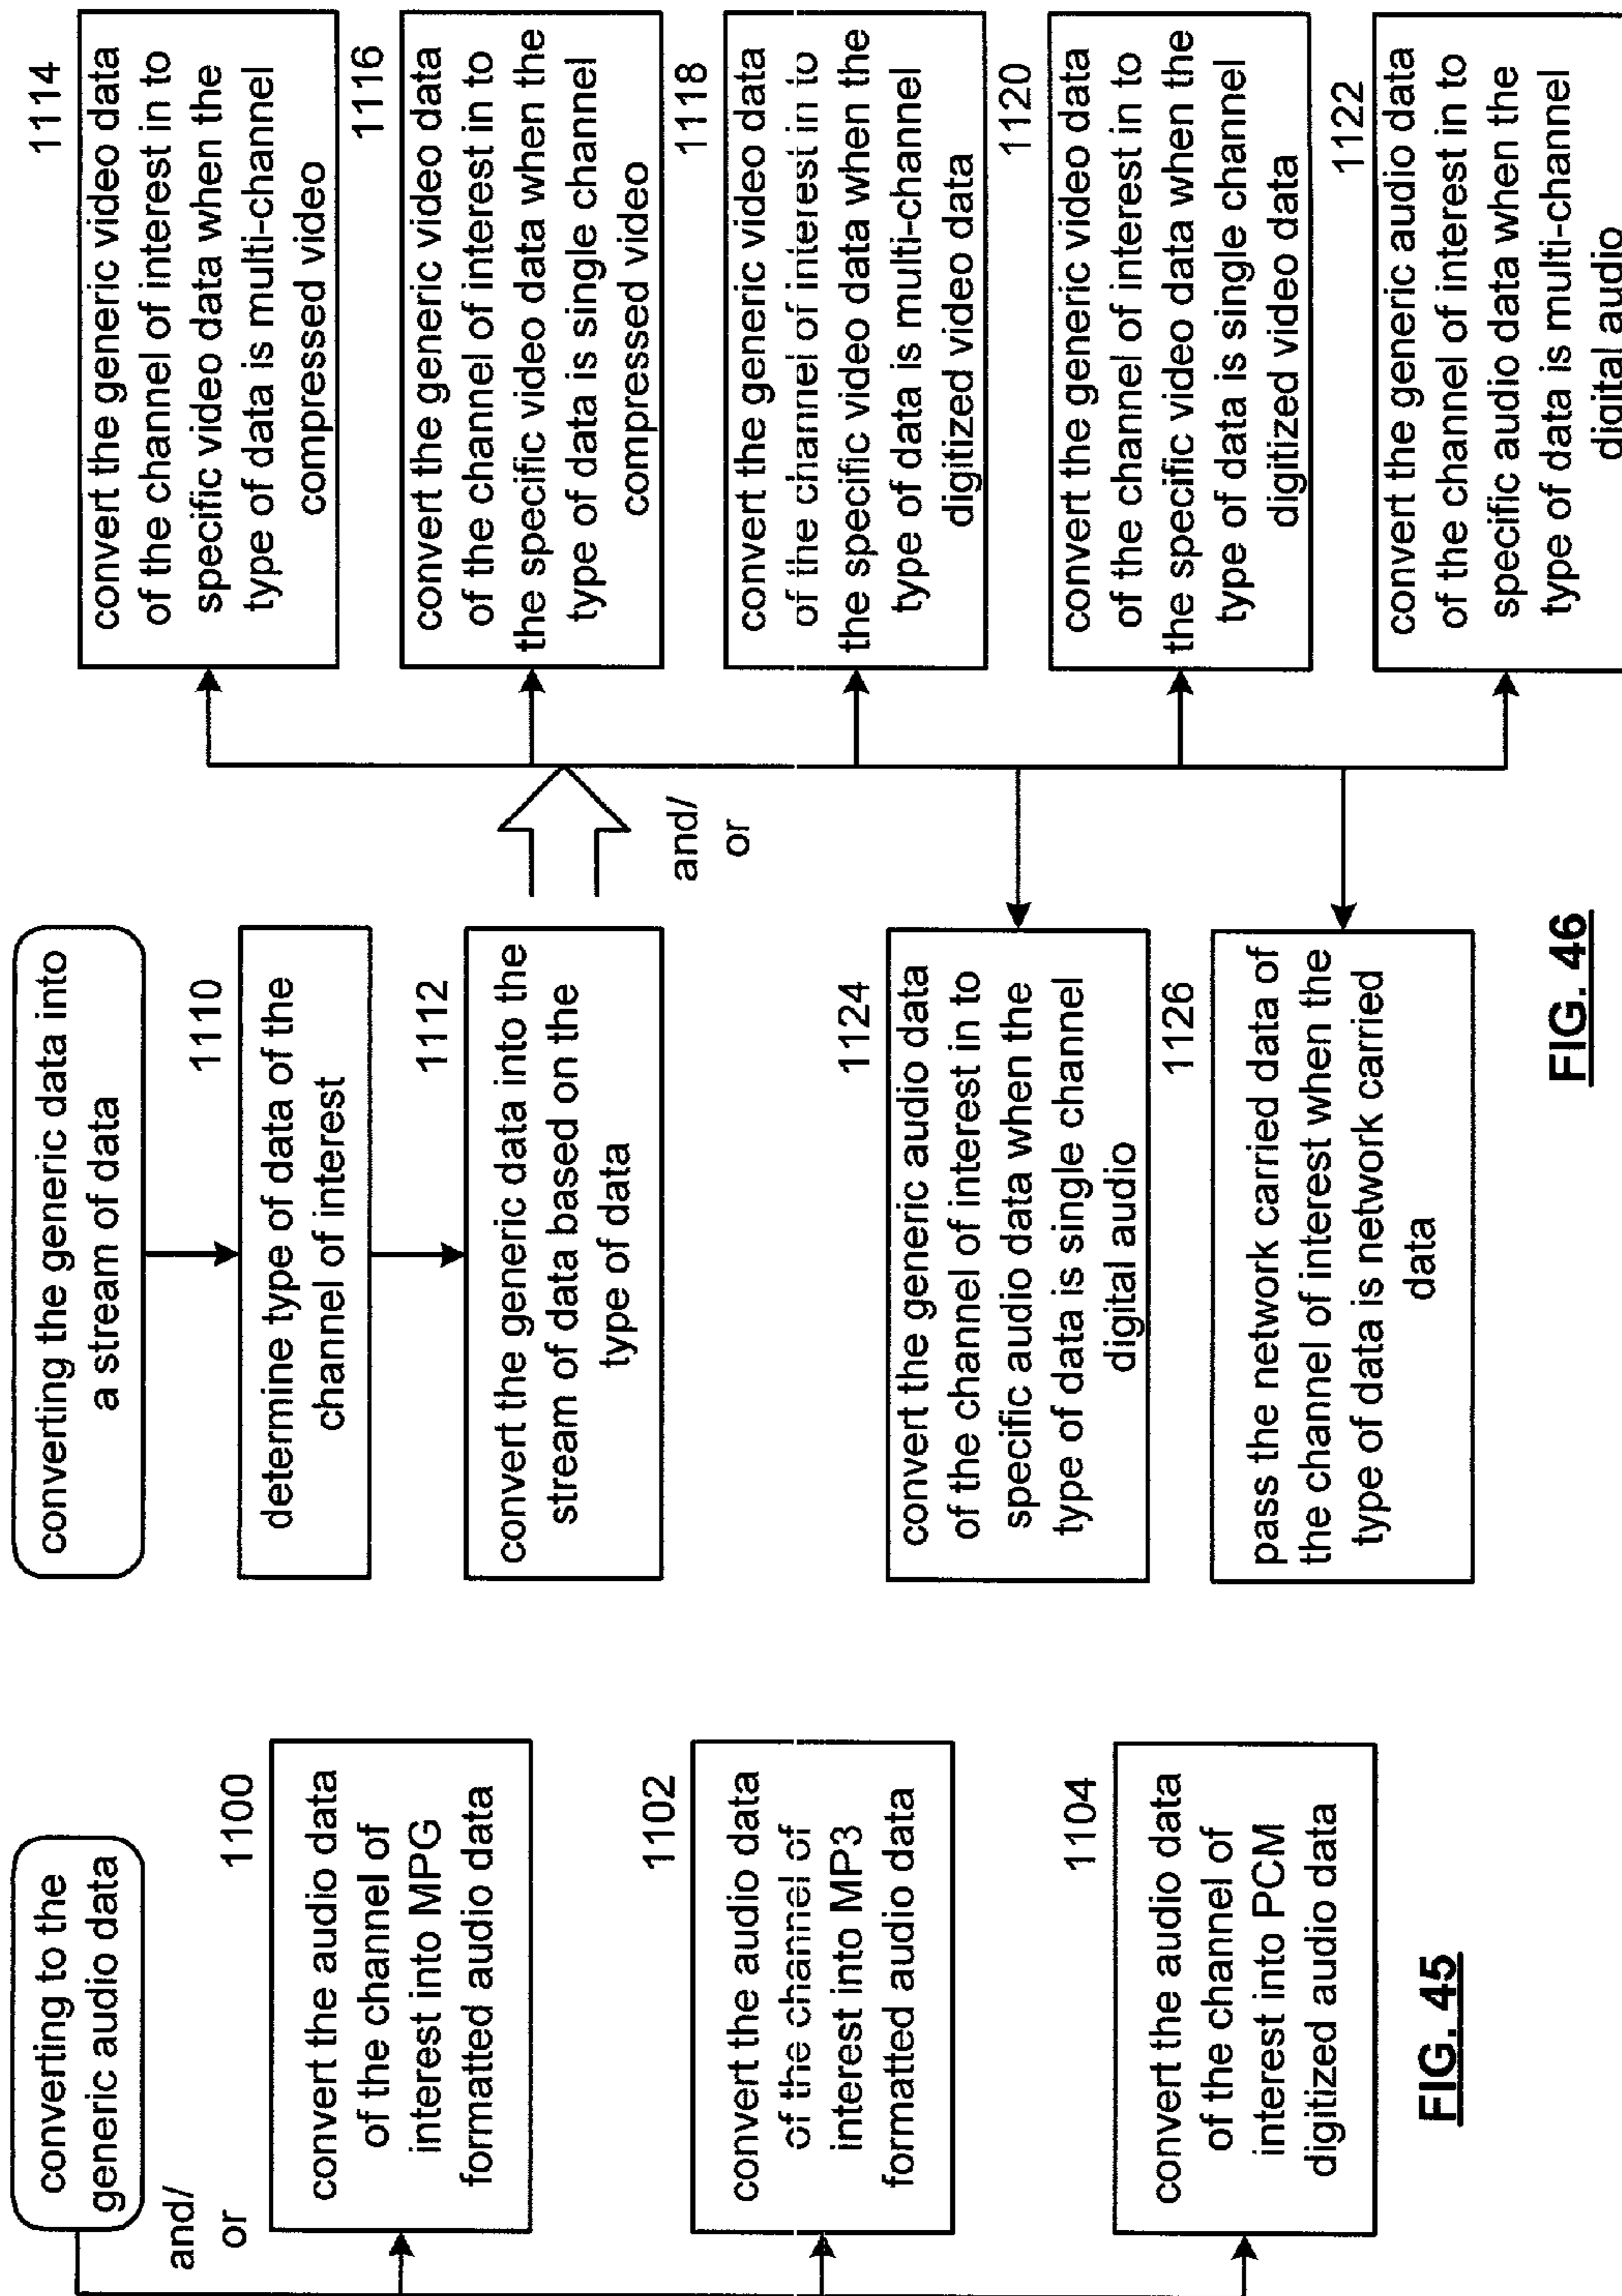 converting to the
generic audio data
and/
or
1100
convert the audio data
of the channel of
interest into MPG
formatted audio data
1102
convert the audio data
of the channel of
interest into MP3
formatted audio data
1104
convert the audio data
of the channel of
interest into PCM
digitized audio data
FIG. 45
converting the generic data into
a stream of data
1110
determine type of data of the
channel of interest
1112
convert the generic data into the
stream of data based on the
type of data
and/
or
1114
convert the generic video data
of the channel of interest in to
specific video data when the
type of data is multi-channel
compressed video
1116
convert the generic video data
of the channel of interest in to
the specific video data when the
type of data is single channel
compressed video
1118
convert the generic video data
of the channel of interest in to
the specific video data when the
type of data is multi-channel
digitized video data
1120
convert the generic video data
of the channel of interest in to
the specific video data when the
type of data is single channel
digitized video data
1122
convert the generic audio data
of the channel of interest in to
specific audio data when the
type of data is multi-channel
digital audio
1124
convert the generic audio data
of the channel of interest in to
specific audio data when the
type of data is single channel
digital audio
1126
pass the network carried data of
the channel of interest when the
type of data is network carried
data
FIG. 46